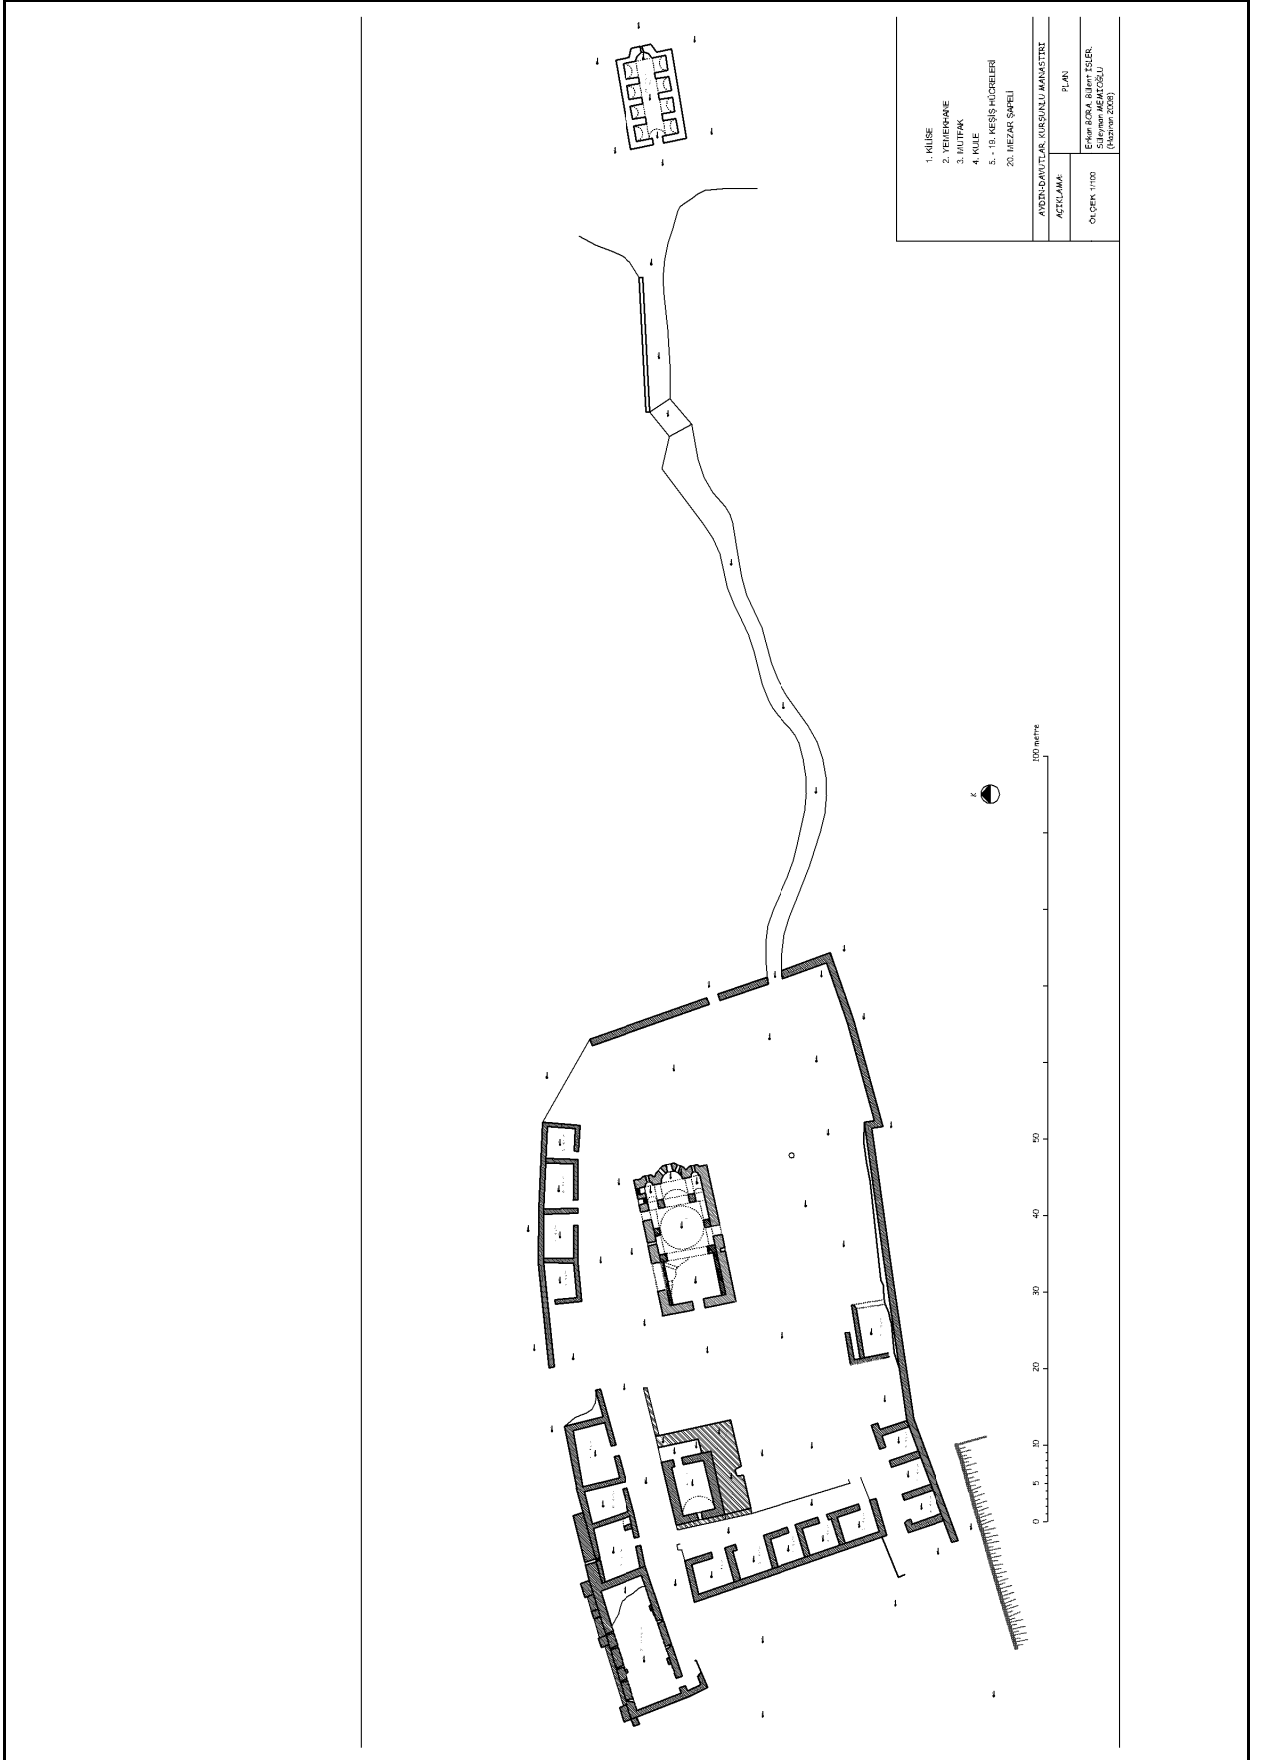 1. KİLİSE
2. YEMEKHANE
3. MUTFAK
4. KULE
5. - 19. KEŞİŞ HÜCRELERİ
20. MEZAR ŞAPELİ
AYDIN-DAVUTLAR, KURŞUNLU MANASTIRI
AÇIKLAMA:
PLAN
ÖLÇEK 1/100
Erkan BORA, Bülent İŞLER,
Süleyman MEMİOĞLU
(Haziran 2008)
K
0 5 10 20 30 40 50 100 metre